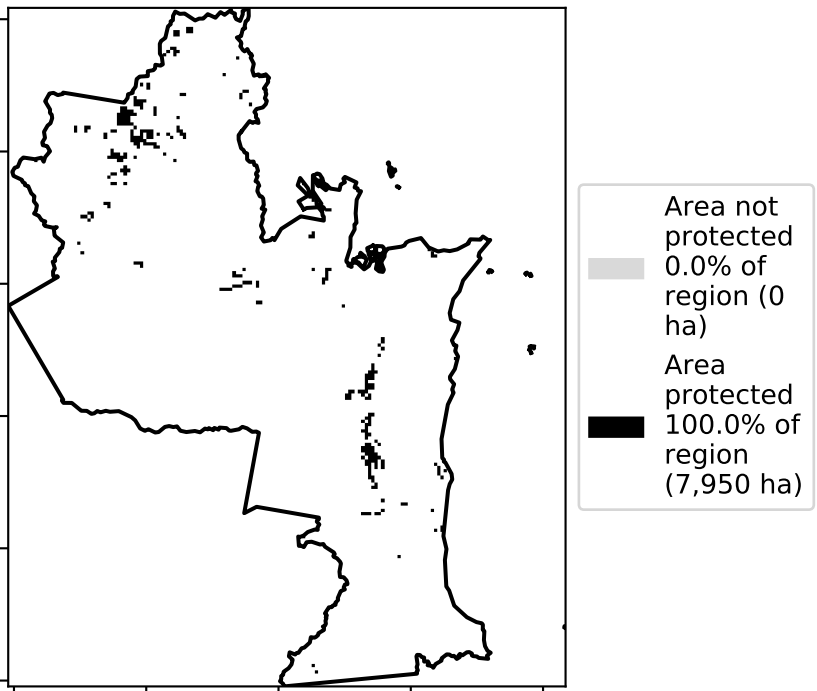 Area not
protected
0.0% of
region (0
ha)
Area
protected
100.0% of
region
(7,950 ha)